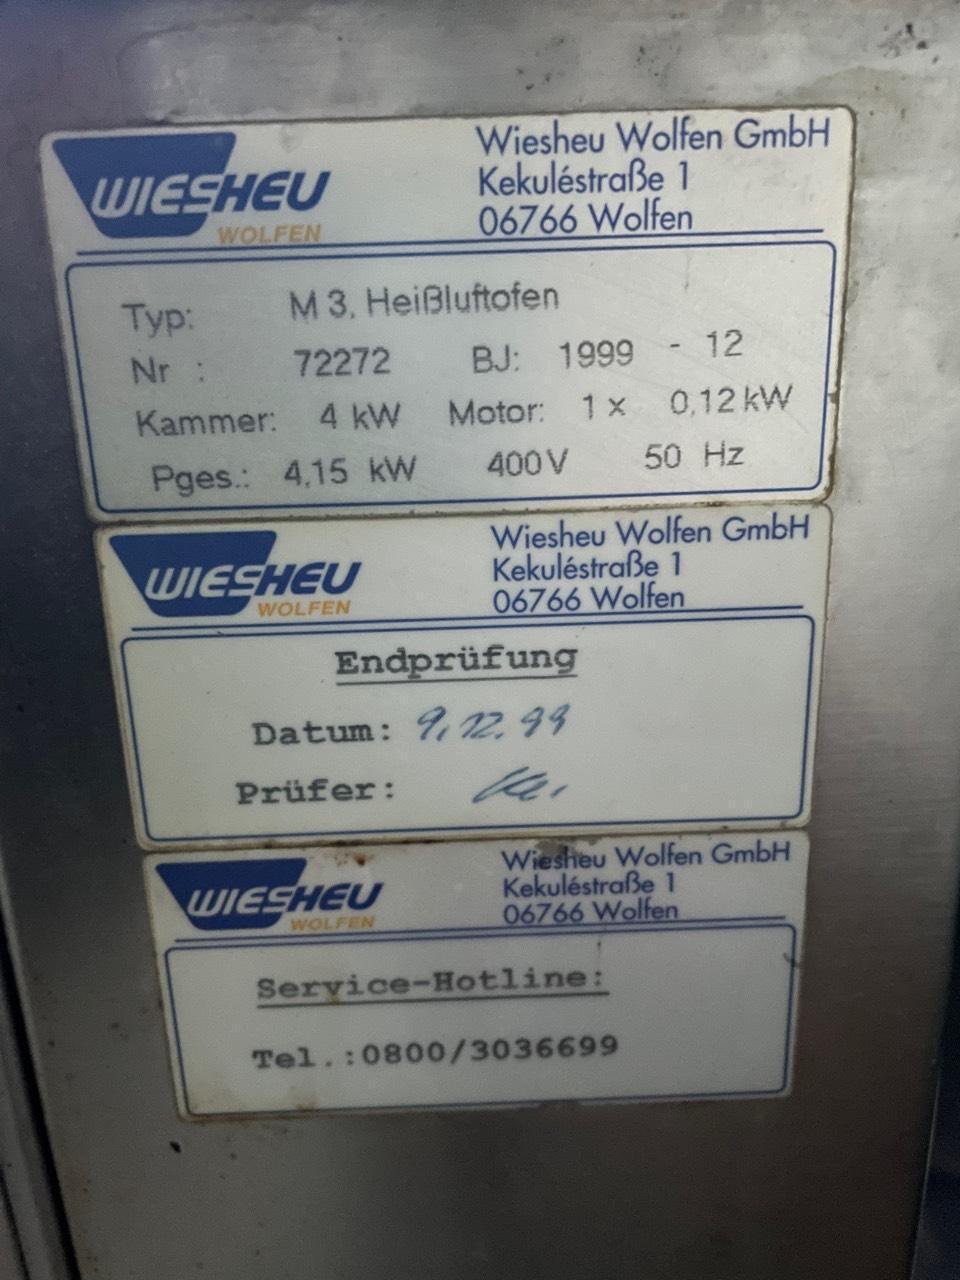 WIESHEU
WOLFEN
Wiesheu Wolfen GmbH
Kekuléstraße 1
06766 Wolfen
Typ: M 3, Heißluftofen
Nr : 72272 BJ: 1999 - 12
Kammer: 4 kW Motor: 1 x 0,12 kW
Pges.: 4,15 kW 400V 50 Hz
WIESHEU
WOLFEN
Wiesheu Wolfen GmbH
Kekuléstraße 1
06766 Wolfen
Endprüfung
Datum: 9.12.99
Prüfer:
WIESHEU
WOLFEN
Wiesheu Wolfen GmbH
Kekuléstraße 1
06766 Wolfen
Service-Hotline:
Tel.:0800/3036699